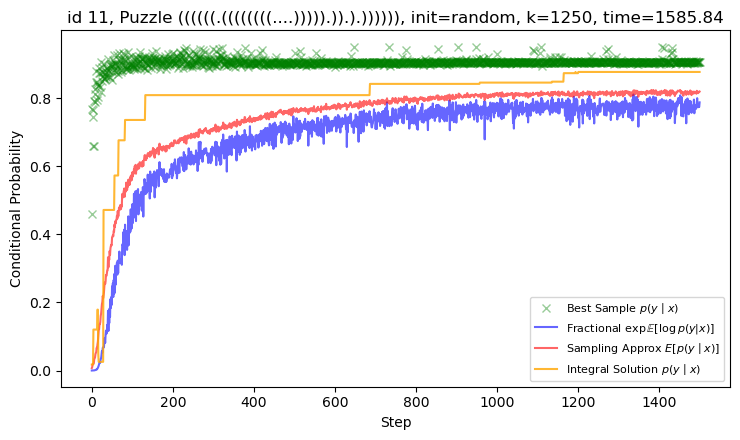 id 11, Puzzle ((((((.((((((((....))))).)).).)))))), init=random, k=1250, time=1585.84
Conditional Probability
0.8
0.6
0.4
0.2
0.0
0 200 400 600 800 1000 1200 1400
Step
Best Sample p(y | x)
Fractional exp𝔼[log p(y|x)]
Sampling Approx E[p(y | x)]
Integral Solution p(y | x)